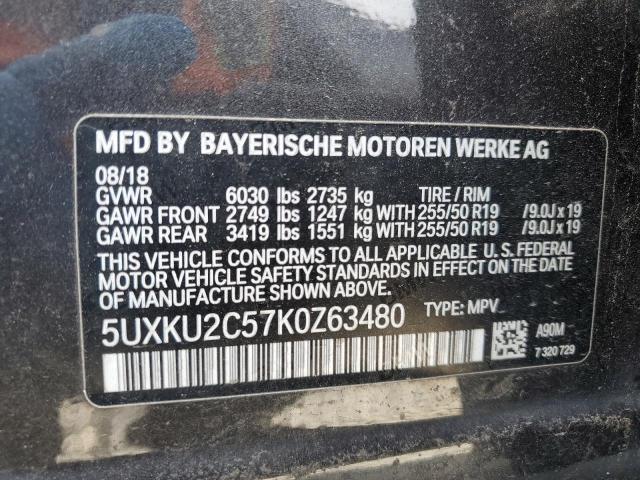 MFD BY BAYERISCHE MOTOREN WERKE AG
08/18
GVWR 6030 lbs 2735 kg TIRE / RIM
GAWR FRONT 2749 lbs 1247 kg WITH 255/50 R19 /9.0J x 19
GAWR REAR 3419 lbs 1551 kg WITH 255/50 R19 /9.0J x 19
THIS VEHICLE CONFORMS TO ALL APPLICABLE U. S. FEDERAL
MOTOR VEHICLE SAFETY STANDARDS IN EFFECT ON THE DATE
OF MANUFACTURE SHOWN ABOVE.
5UXKU2C57K0Z63480 TYPE: MPV
A90M
7 320 729